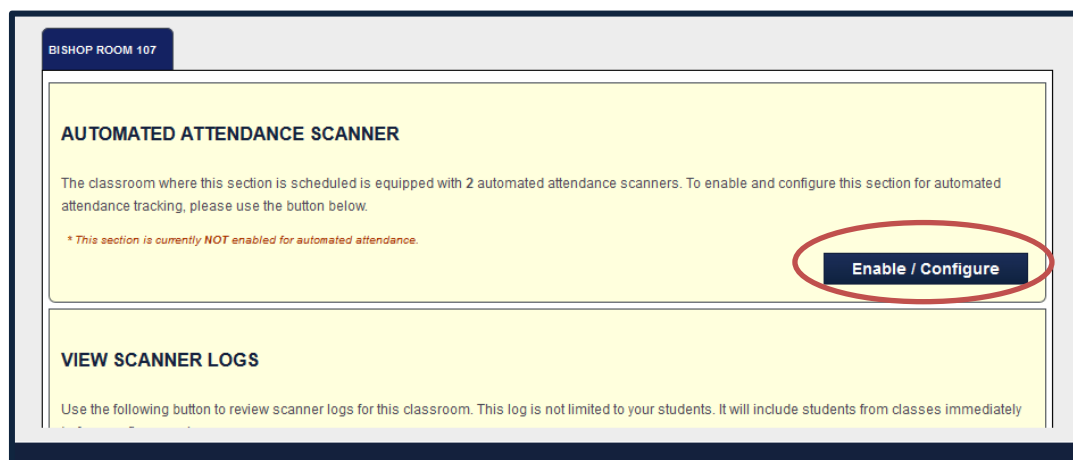 BISHOP ROOM 107
AUTOMATED ATTENDANCE SCANNER
The classroom where this section is scheduled is equipped with 2 automated attendance scanners. To enable and configure this section for automated
attendance tracking, please use the button below.
* This section is currently NOT enabled for automated attendance.
Enable / Configure
VIEW SCANNER LOGS
Use the following button to review scanner logs for this classroom. This log is not limited to your students. It will include students from classes immediately